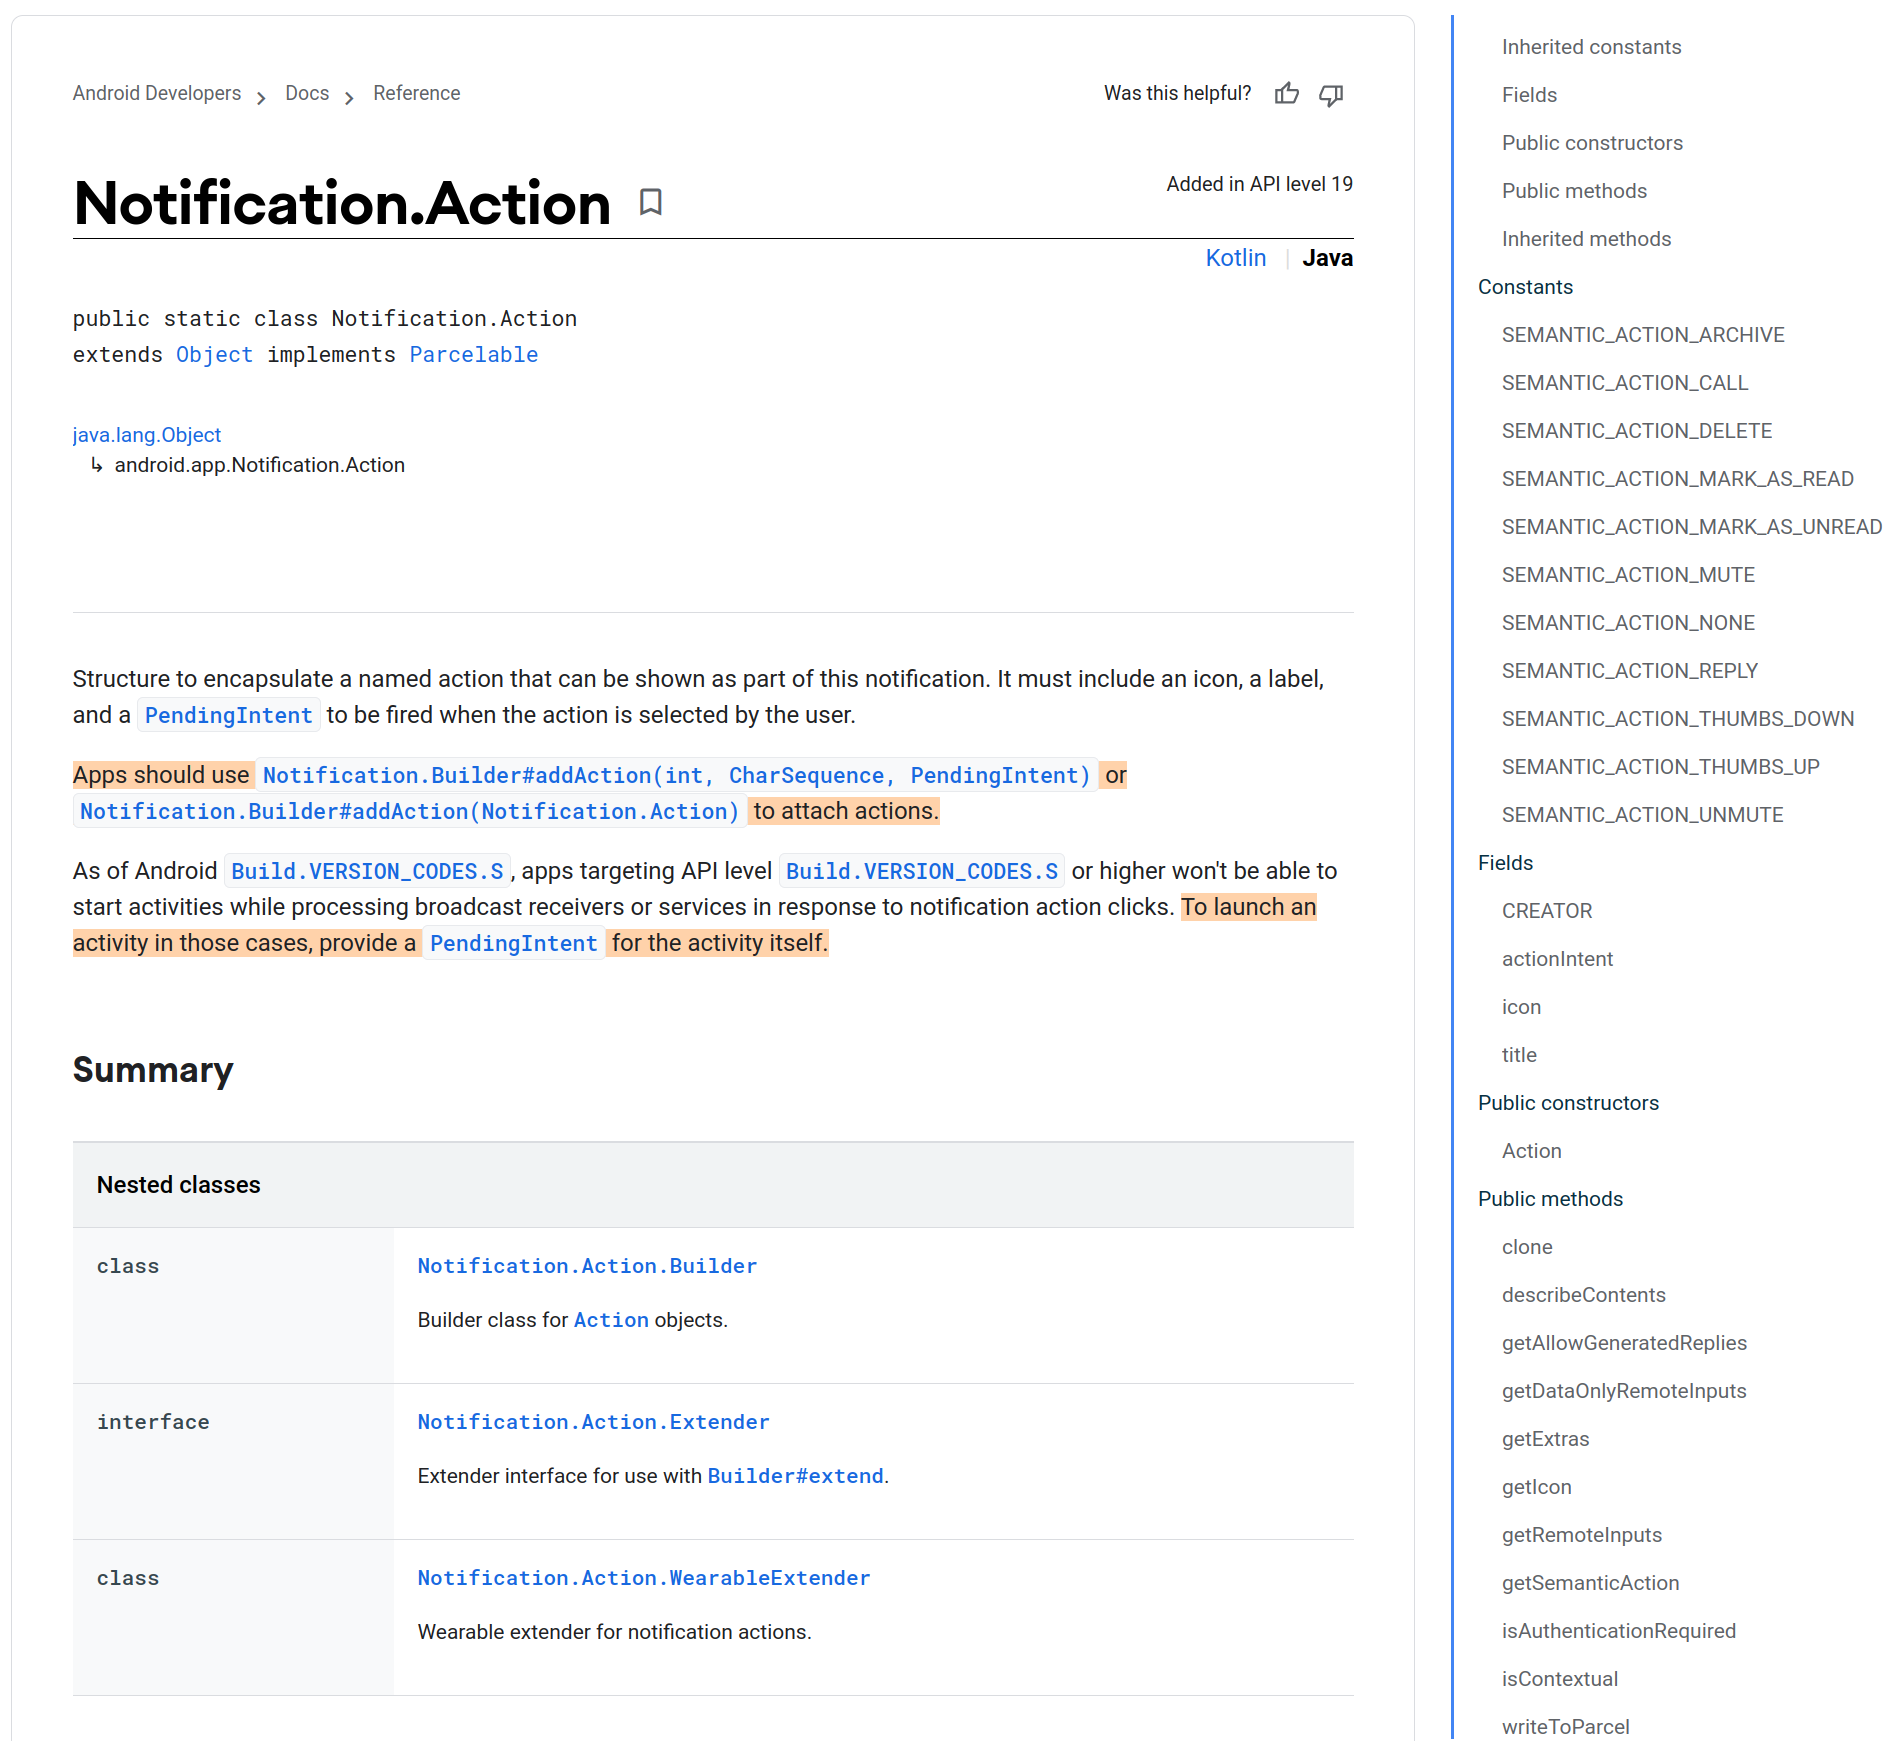 Android Developers > Docs > Reference
Was this helpful?
Notification.Action
Added in API level 19
Kotlin | Java
public static class Notification.Action
extends Object implements Parcelable
java.lang.Object
↳ android.app.Notification.Action
Structure to encapsulate a named action that can be shown as part of this notification. It must include an icon, a label,
and a PendingIntent to be fired when the action is selected by the user.
Apps should use Notification.Builder#addAction(int, CharSequence, PendingIntent) or
Notification.Builder#addAction(Notification.Action) to attach actions.
As of Android Build.VERSION_CODES.S, apps targeting API level Build.VERSION_CODES.S or higher won't be able to
start activities while processing broadcast receivers or services in response to notification action clicks. To launch an
activity in those cases, provide a PendingIntent for the activity itself.
Summary
Nested classes
class
Notification.Action.Builder
Builder class for Action objects.
interface
Notification.Action.Extender
Extender interface for use with Builder#extend.
class
Notification.Action.WearableExtender
Wearable extender for notification actions.
Inherited constants
Fields
Public constructors
Public methods
Inherited methods
Constants
SEMANTIC_ACTION_ARCHIVE
SEMANTIC_ACTION_CALL
SEMANTIC_ACTION_DELETE
SEMANTIC_ACTION_MARK_AS_READ
SEMANTIC_ACTION_MARK_AS_UNREAD
SEMANTIC_ACTION_MUTE
SEMANTIC_ACTION_NONE
SEMANTIC_ACTION_REPLY
SEMANTIC_ACTION_THUMBS_DOWN
SEMANTIC_ACTION_THUMBS_UP
SEMANTIC_ACTION_UNMUTE
Fields
CREATOR
actionIntent
icon
title
Public constructors
Action
Public methods
clone
describeContents
getAllowGeneratedReplies
getDataOnlyRemoteInputs
getExtras
getIcon
getRemoteInputs
getSemanticAction
isAuthenticationRequired
isContextual
writeToParcel